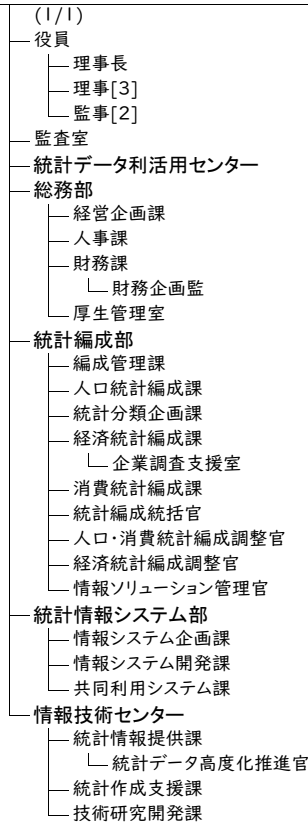 (1/1)
役員
理事長
理事[3]
監事[2]
監査室
統計データ利活用センター
総務部
経営企画課
人事課
財務課
財務企画監
厚生管理室
統計編成部
編成管理課
人口統計編成課
統計分類企画課
経済統計編成課
企業調査支援室
消費統計編成課
統計編成統括官
人口・消費統計編成調整官
経済統計編成調整官
情報ソリューション管理官
統計情報システム部
情報システム企画課
情報システム開発課
共同利用システム課
情報技術センター
統計情報提供課
統計データ高度化推進官
統計作成支援課
技術研究開発課